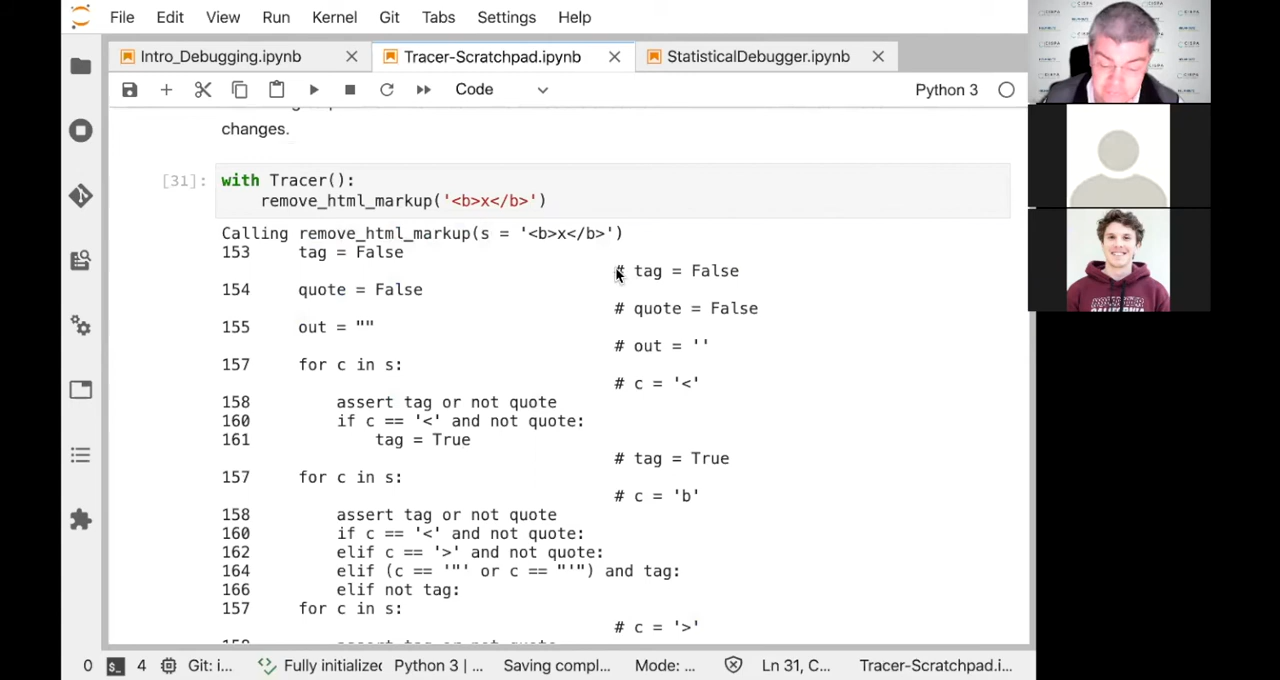 File Edit View Run Kernel Git Tabs Settings Help
Intro_Debugging.ipynb Tracer-Scratchpad.ipynb StatisticalDebugger.ipynb
Code Python 3
changes.
[31]: with Tracer():
remove_html_markup('<b>x</b>')
Calling remove_html_markup(s = '<b>x</b>')
153 tag = False
# tag = False
154 quote = False
# quote = False
155 out = ""
# out = ''
157 for c in s:
# c = '<'
158 assert tag or not quote
160 if c == '<' and not quote:
161 tag = True
# tag = True
157 for c in s:
# c = 'b'
158 assert tag or not quote
160 if c == '<' and not quote:
162 elif c == '>' and not quote:
164 elif (c == '"' or c == "'") and tag:
166 elif not tag:
157 for c in s:
# c = '>'
0 4 Git: i... Fully initialized Python 3 | ... Saving compl... Mode: ... Ln 31, C... Tracer-Scratchpad.i...